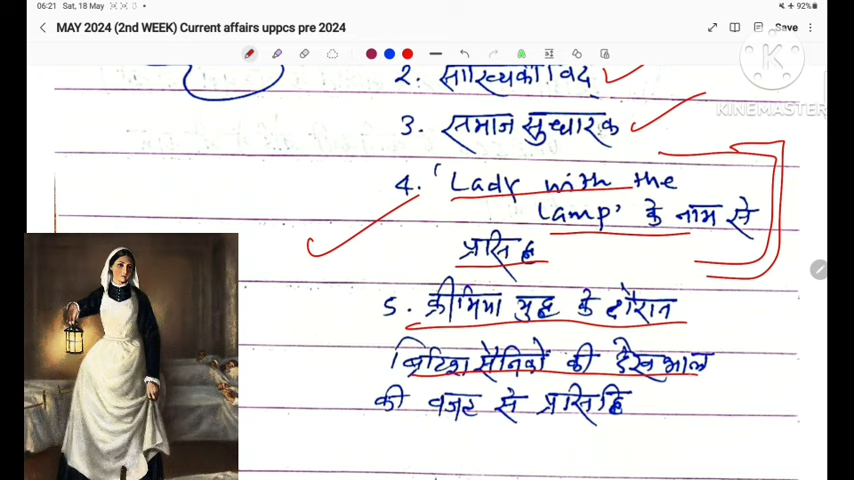 06:21 Sat, 18 May
92%
MAY 2024 (2nd WEEK) Current affairs uppcs pre 2024
Save
K
KINEMASTER
2. सांख्यिकीविद
3. समाज सुधारक
4. 'Lady with the
Lamp' के नाम से
प्रसिद्ध
5. क्रीमिया युद्ध के दौरान
ब्रिटिश सैनिकों की देखभाल
की वजह से प्रसिद्धि